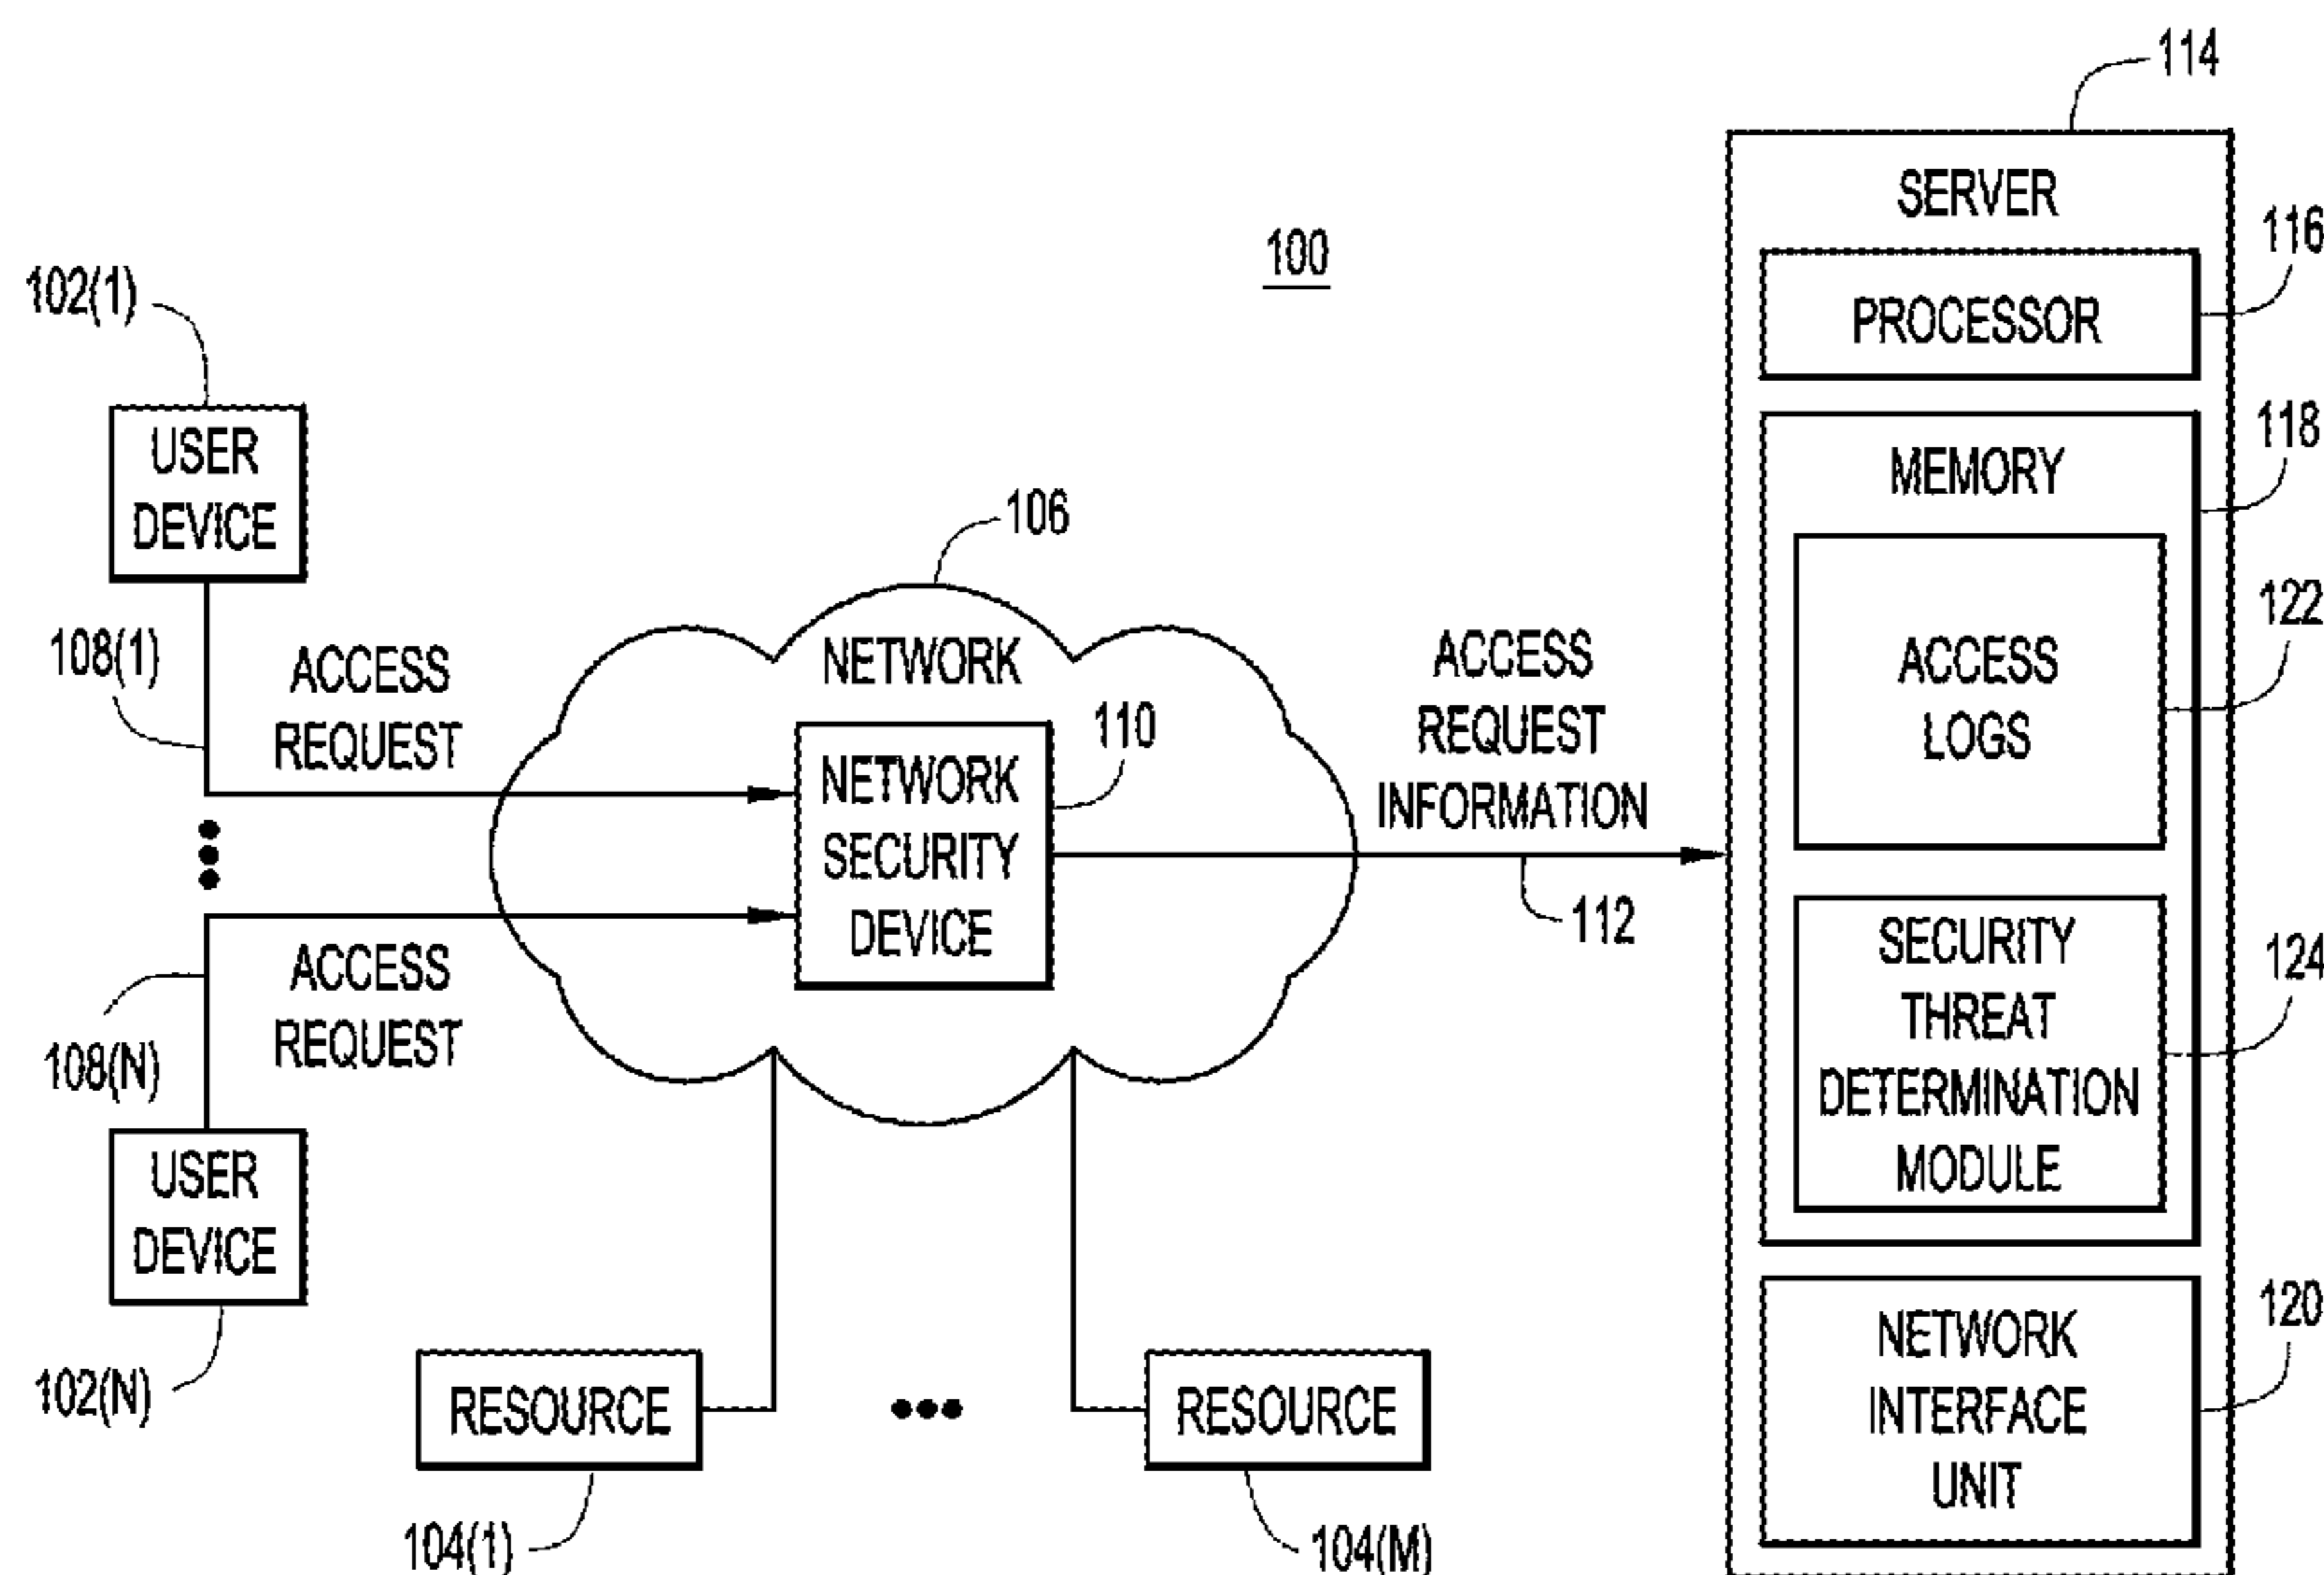 114
SERVER
116
100
PROCESSOR
102(1)
118
USER
DEVICE
MEMORY
106
122
108(1)
ACCESS
REQUEST
NETWORK
ACCESS
REQUEST
INFORMATION
ACCESS
LOGS
110
NETWORK
SECURITY
DEVICE
112
SECURITY
THREAT
DETERMINATION
MODULE
124
ACCESS
REQUEST
108(N)
USER
DEVICE
102(N)
120
NETWORK
INTERFACE
UNIT
RESOURCE
RESOURCE
104(1)
104(M)